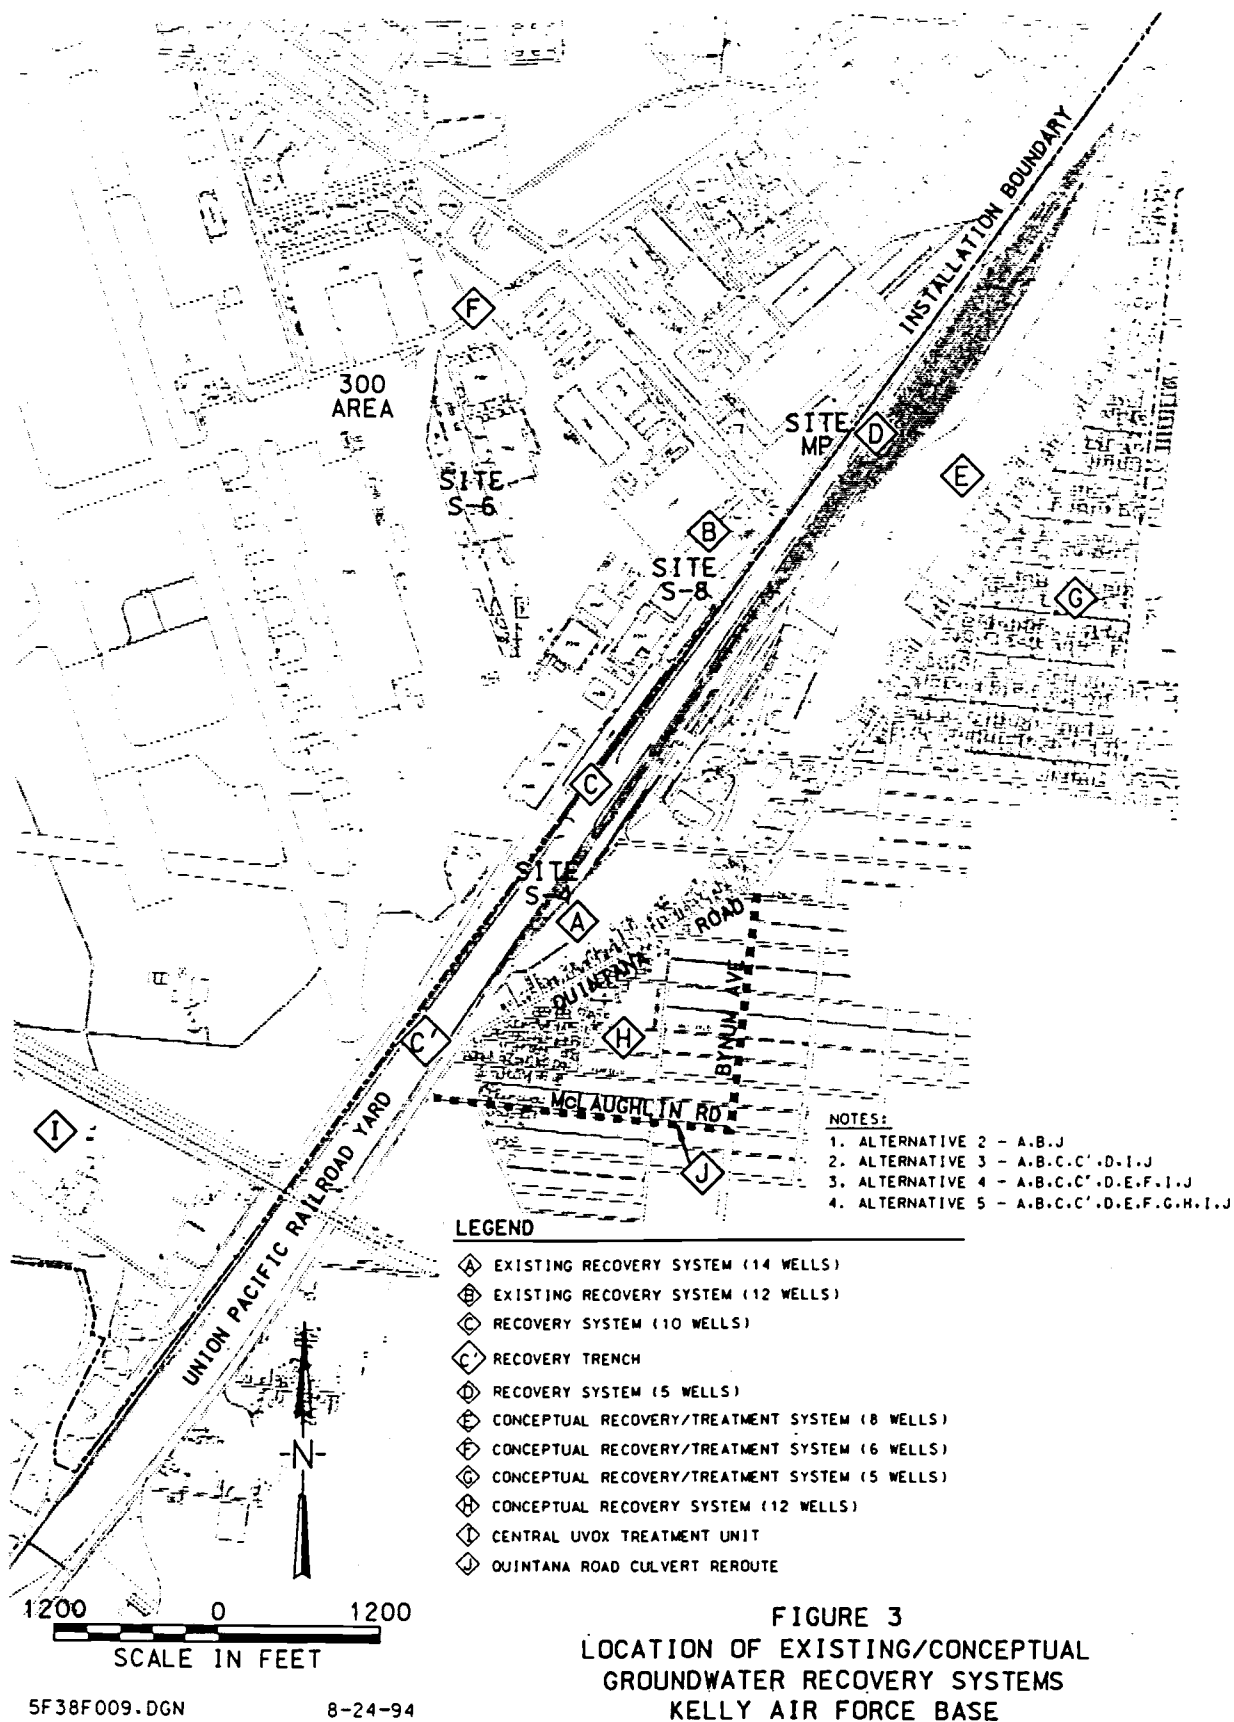 INSTALLATION BOUNDARY
F
300
AREA
SITE
MP
D
E
SITE
S-6
B
SITE
S-8
G
C
SITE
S-4
A
QUINTANA ROAD
BYNUM AVE
H
C'
McLAUGHLIN RD
I
J
UNION PACIFIC RAILROAD YARD
NOTES:
1. ALTERNATIVE 2 - A.B.J
2. ALTERNATIVE 3 - A.B.C.C'.D.I.J
3. ALTERNATIVE 4 - A.B.C.C'.D.E.F.I.J
4. ALTERNATIVE 5 - A.B.C.C'.D.E.F.G.H.I.J
LEGEND
A EXISTING RECOVERY SYSTEM (14 WELLS)
B EXISTING RECOVERY SYSTEM (12 WELLS)
C RECOVERY SYSTEM (10 WELLS)
C' RECOVERY TRENCH
D RECOVERY SYSTEM (5 WELLS)
E CONCEPTUAL RECOVERY/TREATMENT SYSTEM (8 WELLS)
F CONCEPTUAL RECOVERY/TREATMENT SYSTEM (6 WELLS)
G CONCEPTUAL RECOVERY/TREATMENT SYSTEM (5 WELLS)
H CONCEPTUAL RECOVERY SYSTEM (12 WELLS)
I CENTRAL UVOX TREATMENT UNIT
J QUINTANA ROAD CULVERT REROUTE
-N-
1200 0 1200
SCALE IN FEET
FIGURE 3
LOCATION OF EXISTING/CONCEPTUAL
GROUNDWATER RECOVERY SYSTEMS
KELLY AIR FORCE BASE
5F38F009.DGN 8-24-94